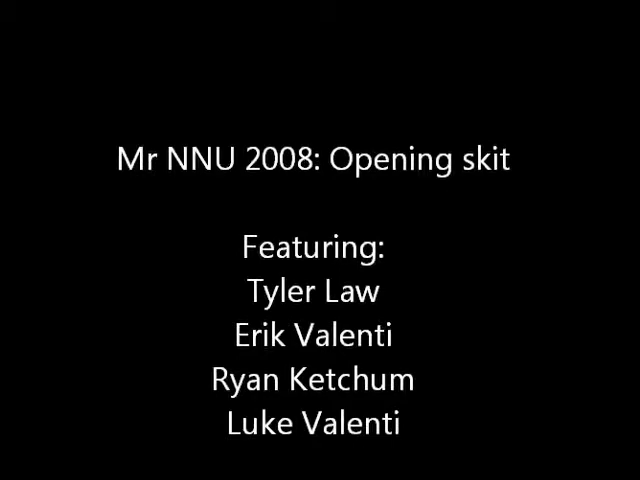 Mr NNU 2008: Opening skit
Featuring:
Tyler Law
Erik Valenti
Ryan Ketchum
Luke Valenti